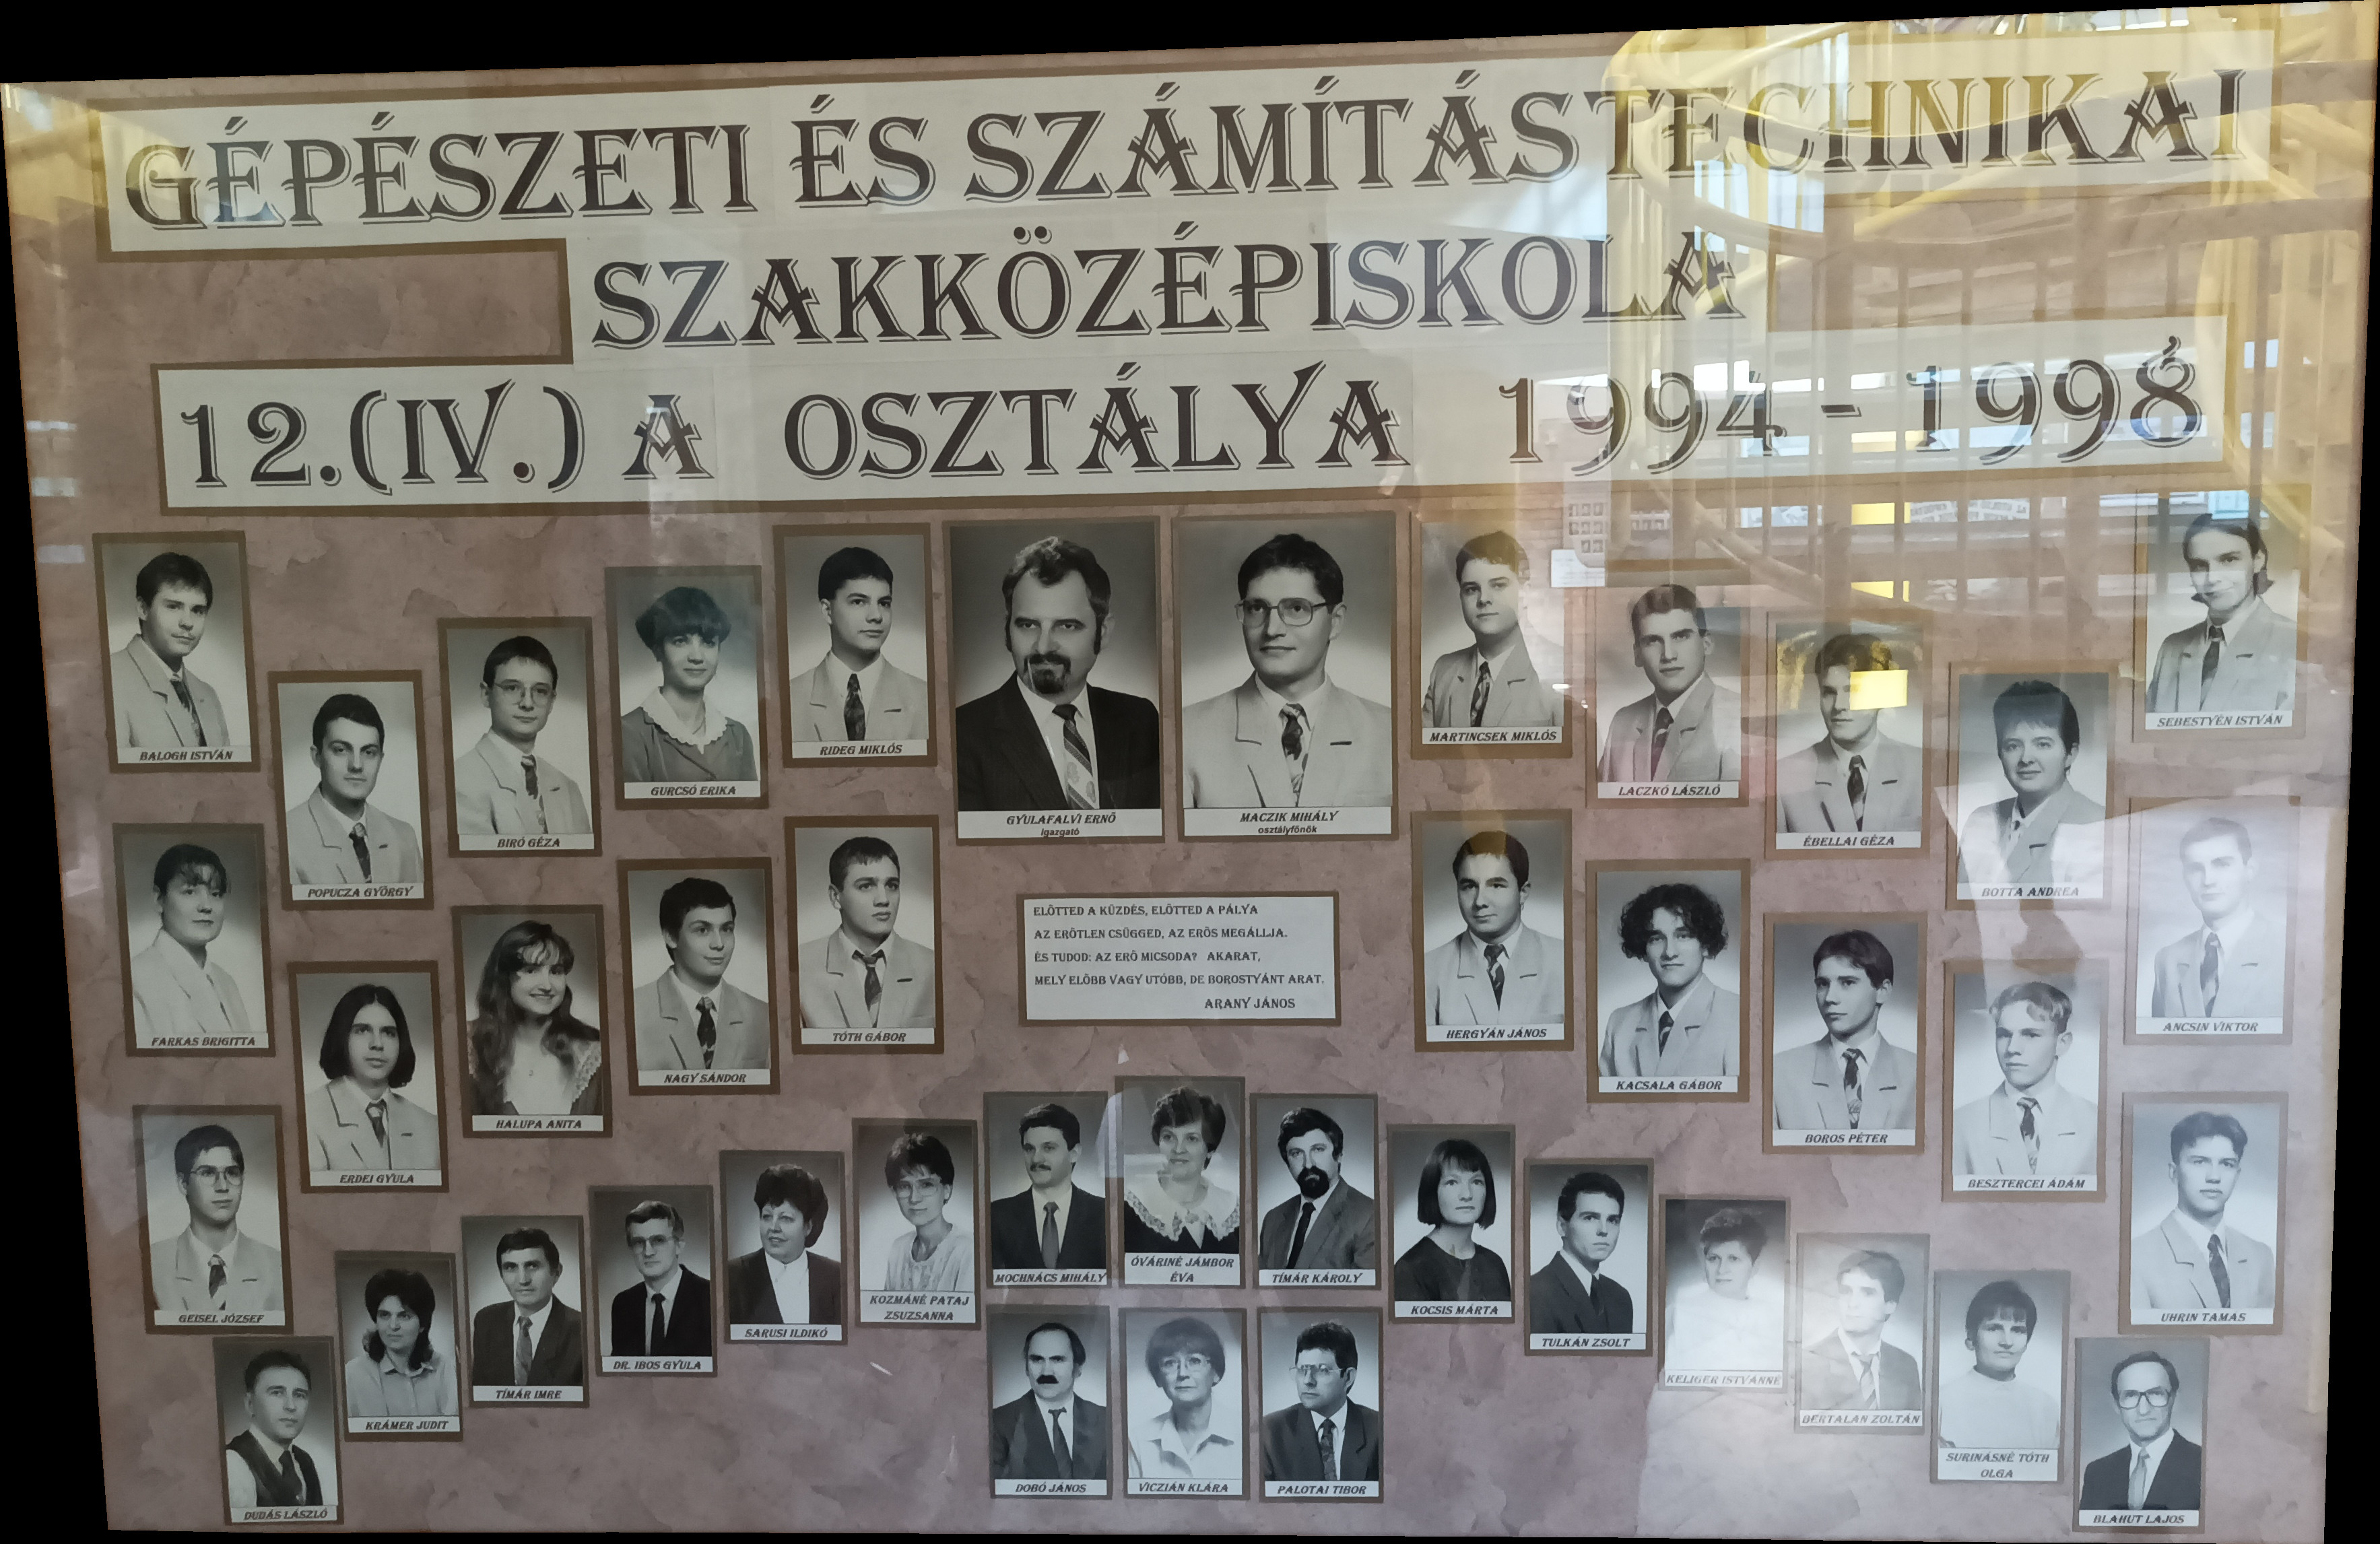 GÉPÉSZETI ÉS SZÁMÍTÁSTECHNIKAI
SZAKKÖZÉPISKOLA
12.(IV.) A OSZTÁLYA 1994 - 1998
BALOGH ISTVÁN
POPUCZA GYÖRGY
BIRÓ GÉZA
GURCSÓ ERIKA
RIDEG MIKLÓS
GYULAFALVI ERNŐ
Igazgató
MACZIK MIHÁLY
osztályfőnök
MARTINCSEK MIKLÓS
LACZKÓ LÁSZLÓ
ÉBELLAI GÉZA
BOTTA ANDREA
SEBESTYÉN ISTVÁN
FARKAS BRIGITTA
ERDEI GYULA
HALUPA ÁNITA
NAGY SÁNDOR
TÓTH GÁBOR
ELŐTTED A KÜZDÉS, ELŐTTED A PÁLYA
AZ ERŐTLEN CSÜGGED, AZ ERŐS MEGÁLLJA.
ÉS TUDOD: AZ ERŐ MICSODA? AKARAT,
MELY ELŐBB VAGY UTÓBB, DE BOROSTYÁNT ARAT.
ARANY JÁNOS
HERGYÁN JÁNOS
KACSALA GÁBOR
BOROS PÉTER
BESZTERCEI ÁDÁM
ANCSIN VIKTOR
GEISEL JÓZSEF
UHRIN TAMÁS
DUDÁS LÁSZLÓ
KRÁMER JUDIT
TÍMÁR IMRE
DR. IBOS GYULA
SARUSI ILDIKÓ
KOZMÁNÉ PATAJ
ZSUZSANNA
MOCHNÁCS MIHÁLY
ÓVÁRINÉ JÁMBOR
ÉVA
TÍMÁR KÁROLY
KOCSIS MÁRTA
TULKÁN ZSOLT
KELIGER ISTVÁNNÉ
BERTALAN ZOLTÁN
SURINÁSNÉ TÓTH
OLGA
BLAHUT LAJOS
DOBÓ JÁNOS
VICZIÁN KLÁRA
PALOTAI TIBOR